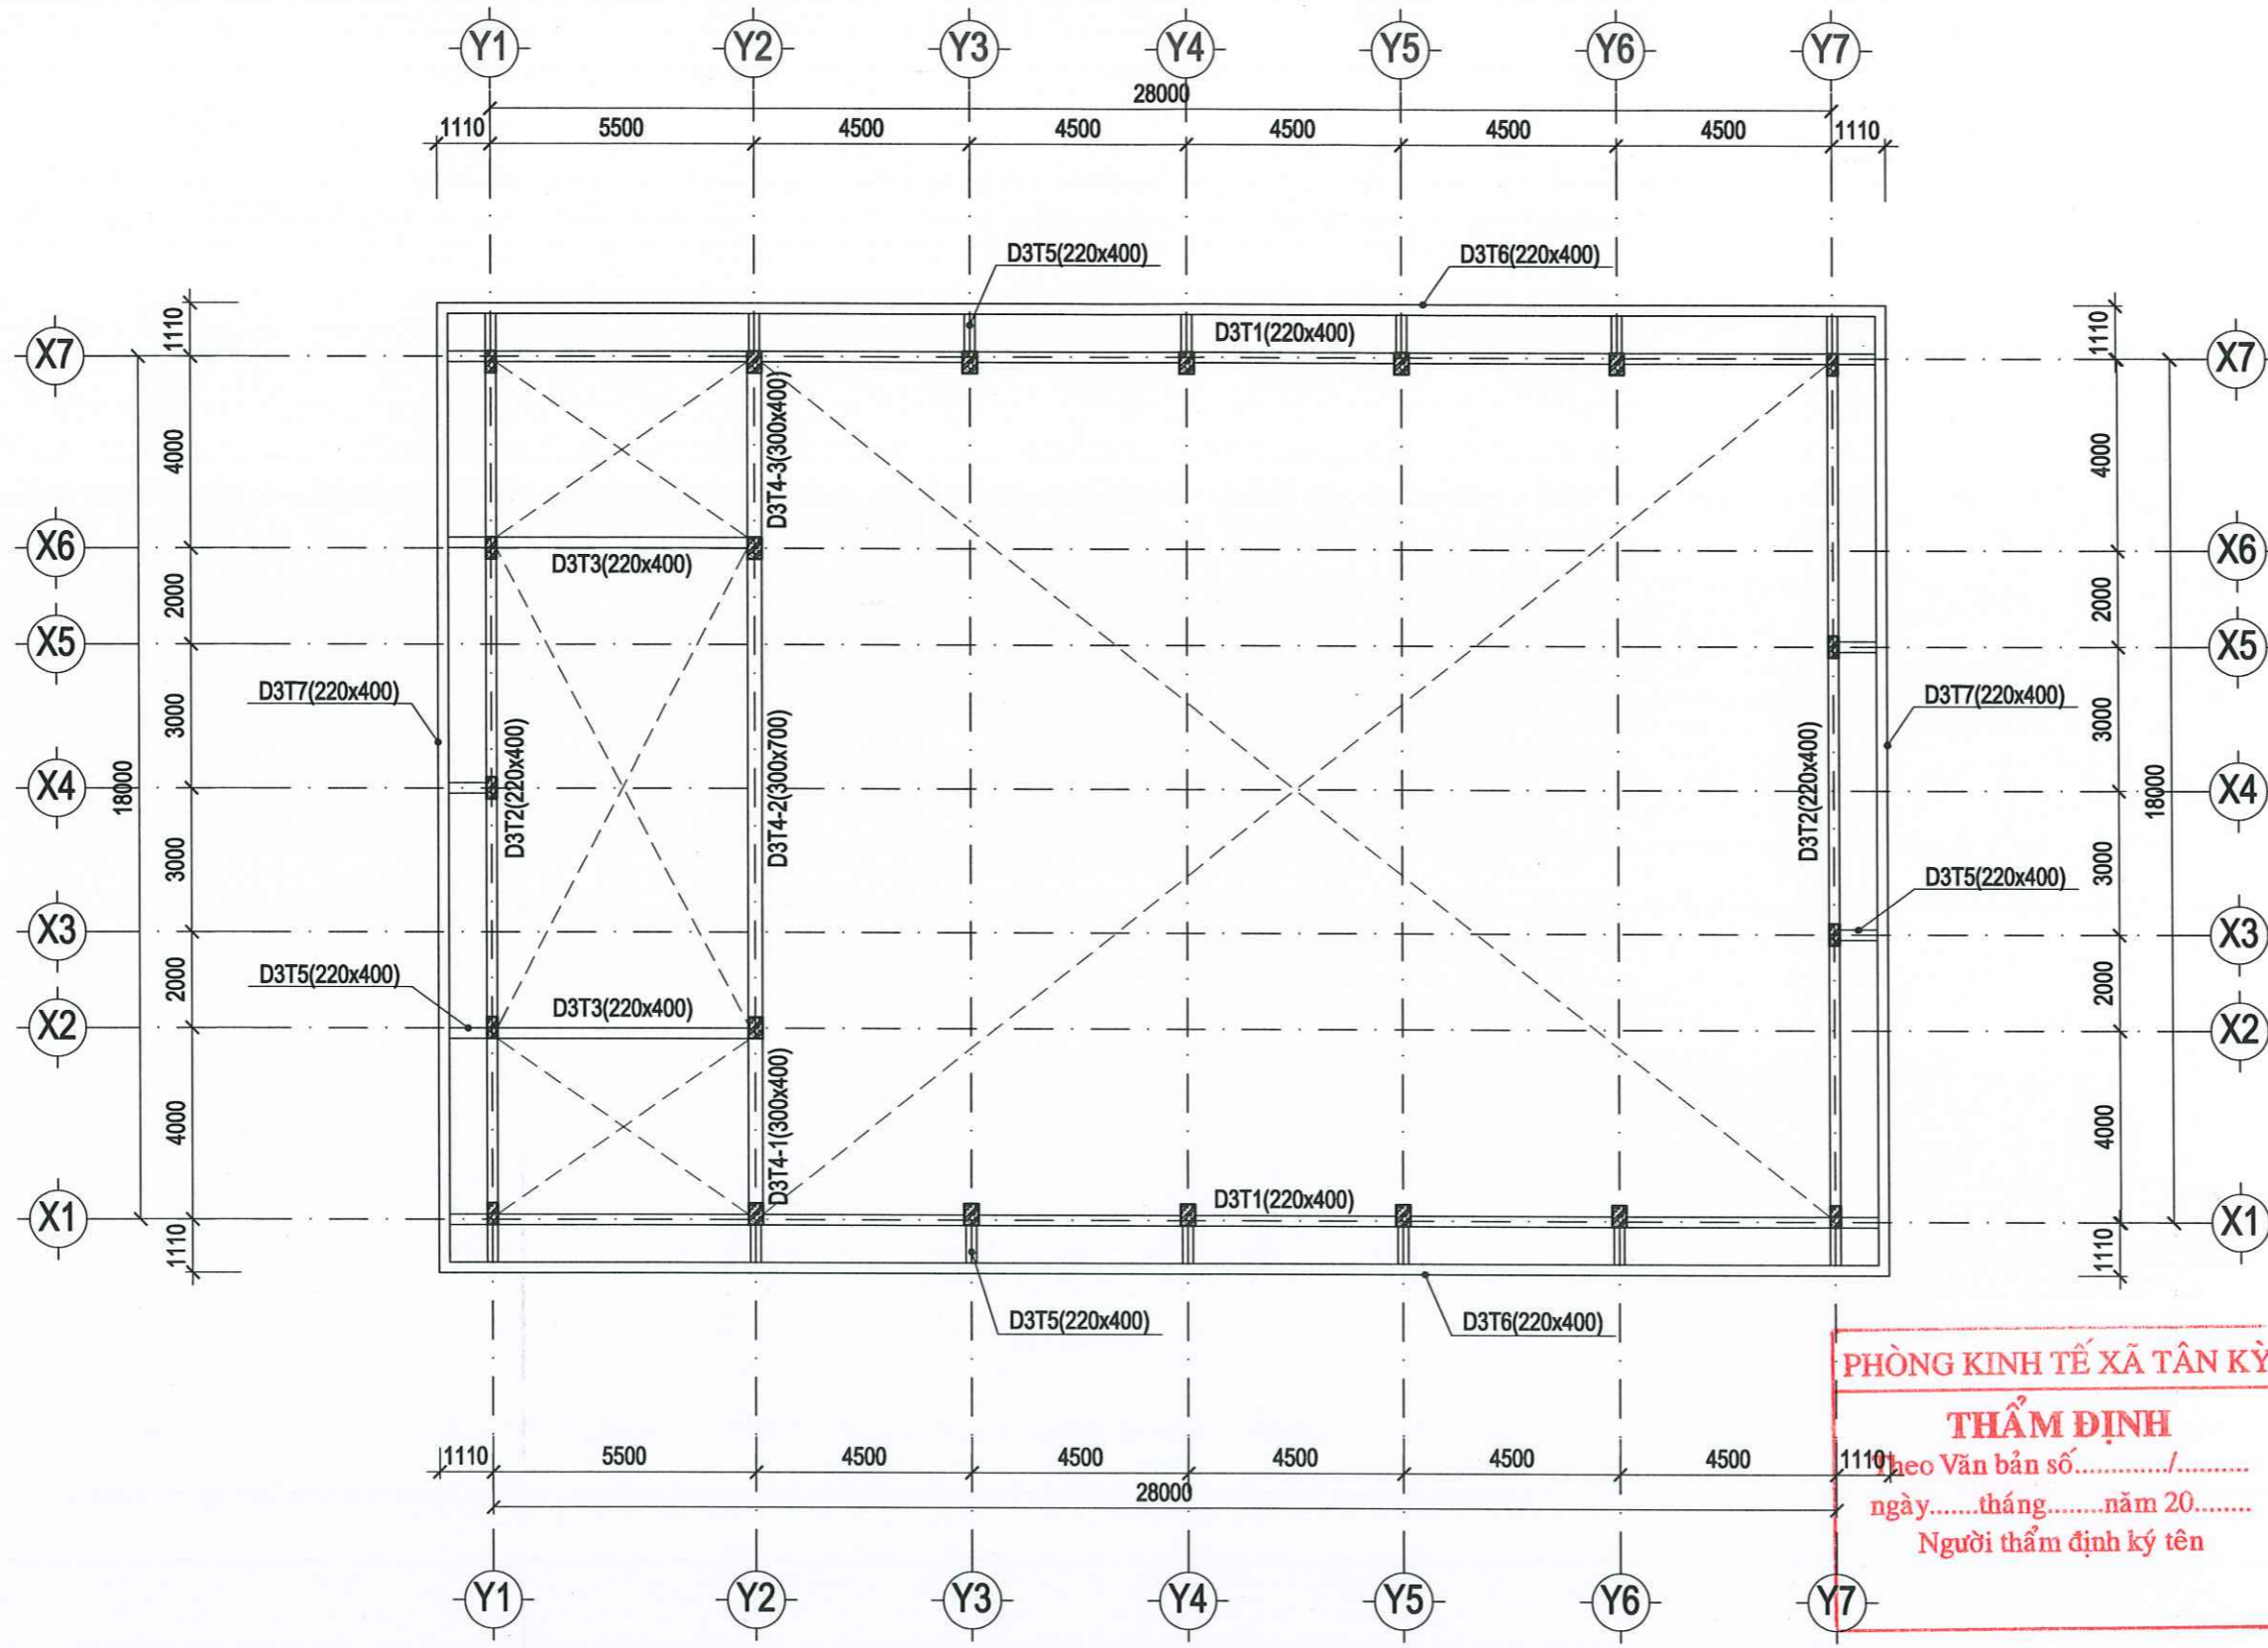 Y1 Y2 Y3 Y4 Y5 Y6 Y7
28000
1110 5500 4500 4500 4500 4500 4500 1110
D3T5(220x400) D3T6(220x400)
1110 1110
D3T1(220x400)
X7 X7
D3T4-3(300x400)
4000 4000
X6 X6
D3T3(220x400)
2000 2000
X5 X5
D3T7(220x400) D3T7(220x400)
3000 3000
D3T2(220x400) D3T4-2(300x700) D3T2(220x400)
X4 18000 18000 X4
3000 3000
D3T5(220x400)
X3 X3
D3T5(220x400)
2000 2000
D3T3(220x400)
X2 X2
4000 4000
D3T4-1(300x400)
D3T1(220x400)
X1 X1
1110 1110
D3T5(220x400) D3T6(220x400)
PHÒNG KINH TẾ XÃ TÂN KỲ
THẨM ĐỊNH
Theo Văn bản số............./..........
ngày.......tháng........năm 20........
Người thẩm định ký tên
1110 5500 4500 4500 4500 4500 4500 1110
28000
Y1 Y2 Y3 Y4 Y5 Y6 Y7